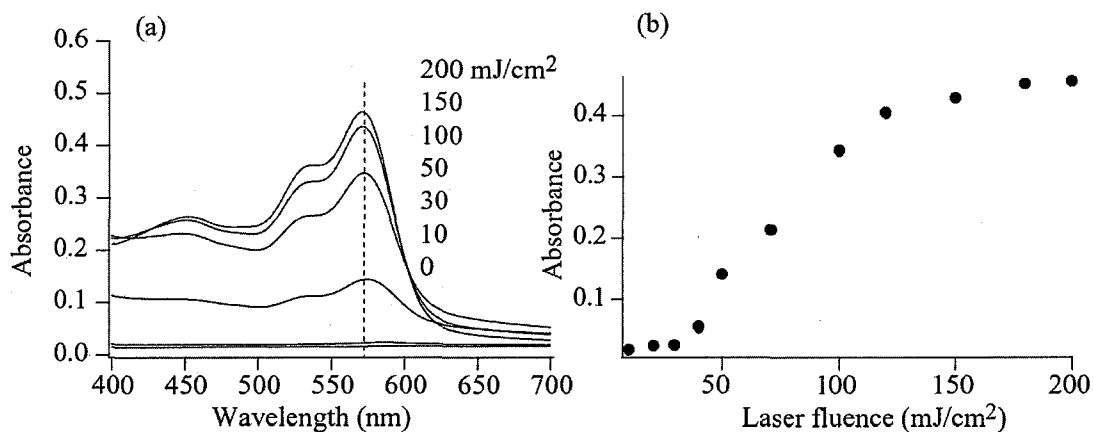 (a)
0.6
0.5
0.4
0.3
0.2
0.1
0.0
Absorbance
200 mJ/cm²
150
100
50
30
10
0
400 450 500 550 600 650 700
Wavelength (nm)
(b)
0.4
0.3
0.2
0.1
Absorbance
50 100 150 200
Laser fluence (mJ/cm²)